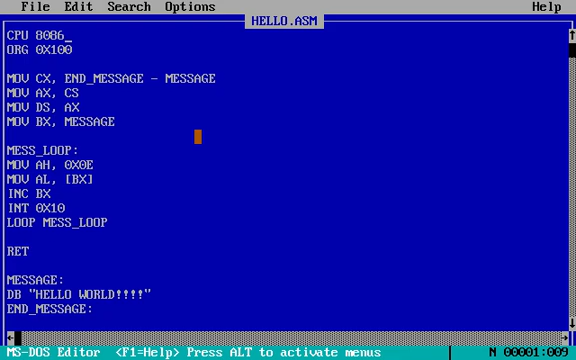 File Edit Search Options Help
HELLO.ASM
CPU 8086_
ORG 0X100
MOV CX, END_MESSAGE - MESSAGE
MOV AX, CS
MOV DS, AX
MOV BX, MESSAGE
MESS_LOOP:
MOV AH, 0X0E
MOV AL, [BX]
INC BX
INT 0X10
LOOP MESS_LOOP
RET
MESSAGE:
DB "HELLO WORLD!!!!"
END_MESSAGE:
MS-DOS Editor <F1=Help> Press ALT to activate menus N 00001:009